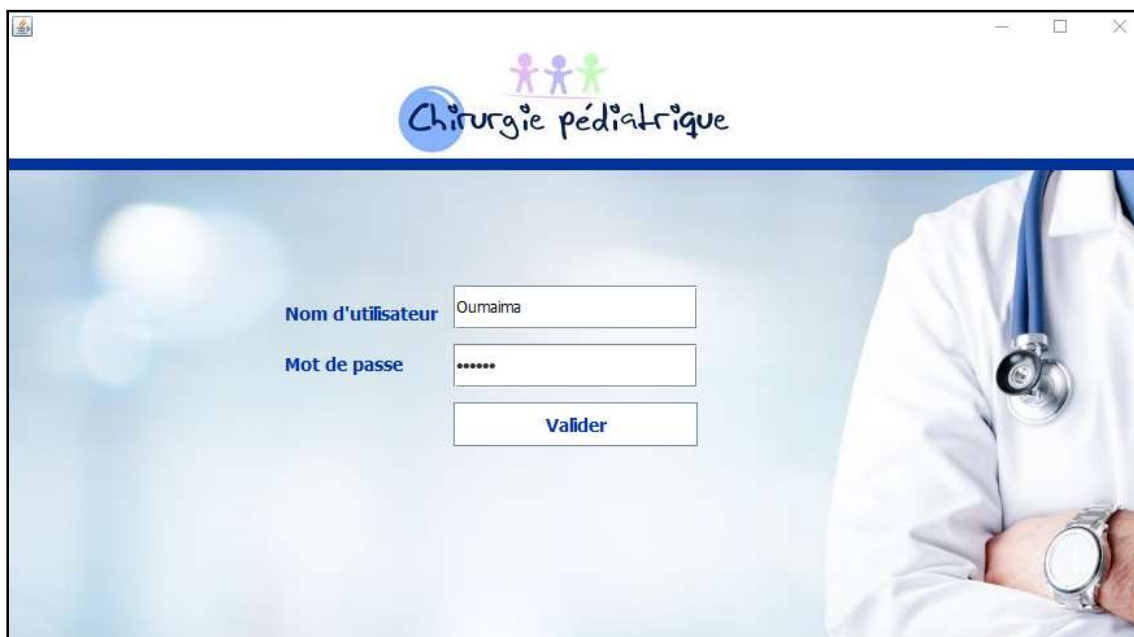 Chirurgie pédiatrique
Nom d'utilisateur
Oumaima
Mot de passe
••••••
Valider